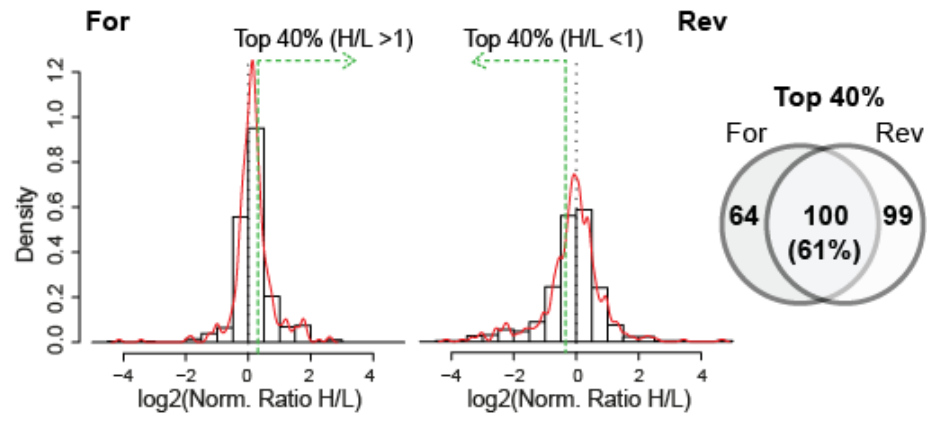 For
Rev
Top 40% (H/L >1)
Top 40% (H/L <1)
Density
0.0 0.2 0.4 0.6 0.8 1.0 12
−4 −2 0 2 4
log2(Norm. Ratio H/L)
−4 −2 0 2 4
log2(Norm. Ratio H/L)
Top 40%
For Rev
64 100 99
(61%)